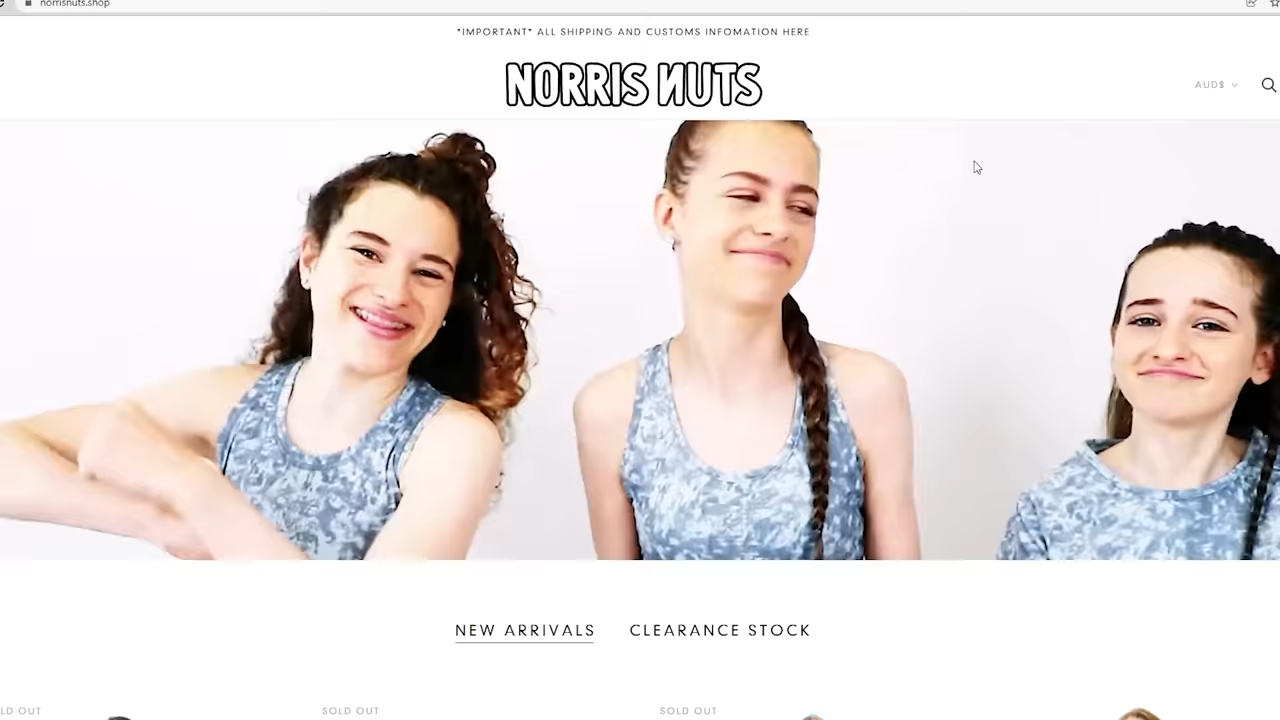 norrisnuts.shop
*IMPORTANT* ALL SHIPPING AND CUSTOMS INFOMATION HERE
NORRIS NUTS
AUD$
NEW ARRIVALS CLEARANCE STOCK
LD OUT SOLD OUT SOLD OUT